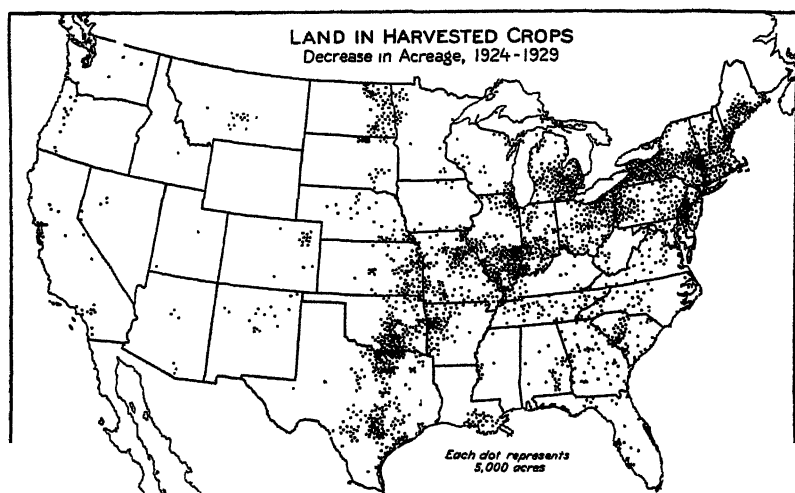 LAND IN HARVESTED CROPS
Decrease in Acreage, 1924-1929
Each dot represents
5,000 acres